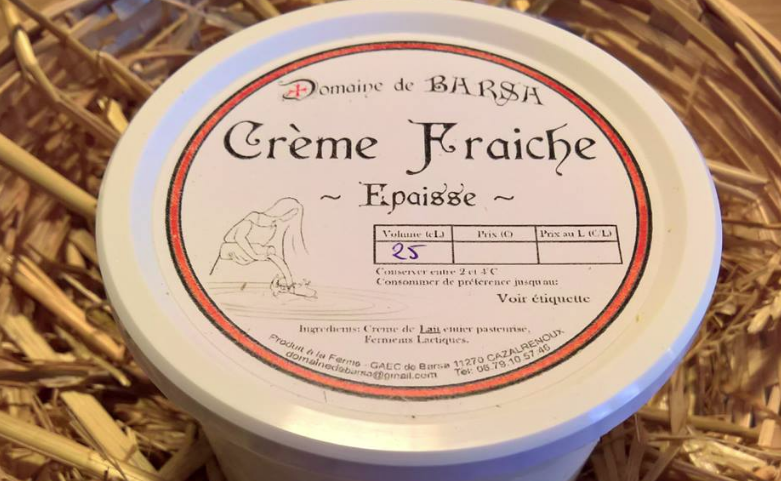 Domaine de BARSA
Crème Fraiche
~ Epaisse ~
Volume (cL) Prix (€) Prix au L (€/L)
25
Conserver entre 2 et 4°C
Consommer de préférence jusqu'au:
Voir étiquette
Ingrédients: Creme de Lait entier pasteurise,
Ferments Lactiques.
Produit à la Ferme - GAEC de Barsa 11270 CAZALRENOUX
domainedebarsa@gmail.com Tel: 06.79.10.57.46